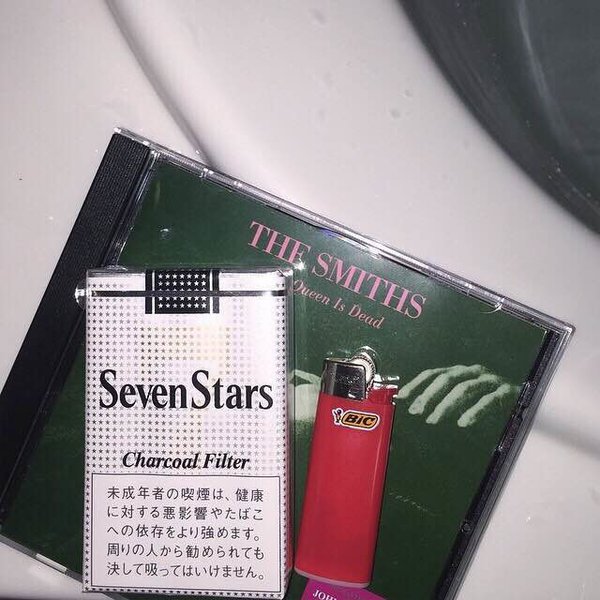 THE SMITHS
Queen Is Dead
SevenStars
Charcoal Filter
未成年者の喫煙は、健康
に対する悪影響やたばこ
への依存をより強めます。
周りの人から勧められても
決して吸ってはいけません。
BIC